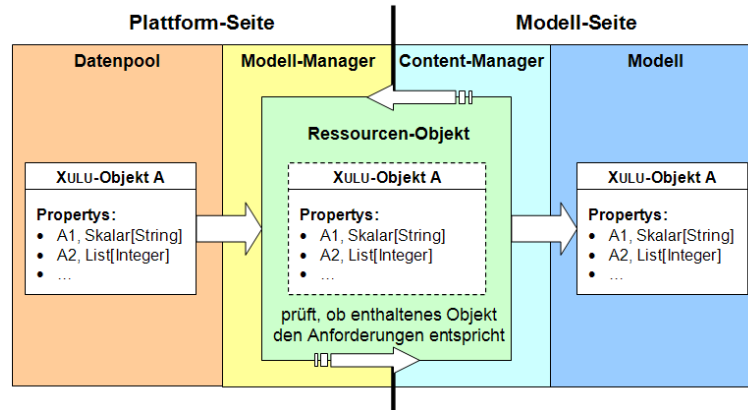 Plattform-Seite
Modell-Seite
Datenpool
Modell-Manager
Content-Manager
Modell
Ressourcen-Objekt
XULU-Objekt A
Propertys:
• A1, Skalar[String]
• A2, List[Integer]
• ...
XULU-Objekt A
Propertys:
• A1, Skalar[String]
• A2, List[Integer]
• ...
XULU-Objekt A
Propertys:
• A1, Skalar[String]
• A2, List[Integer]
• ...
prüft, ob enthaltenes Objekt
den Anforderungen entspricht